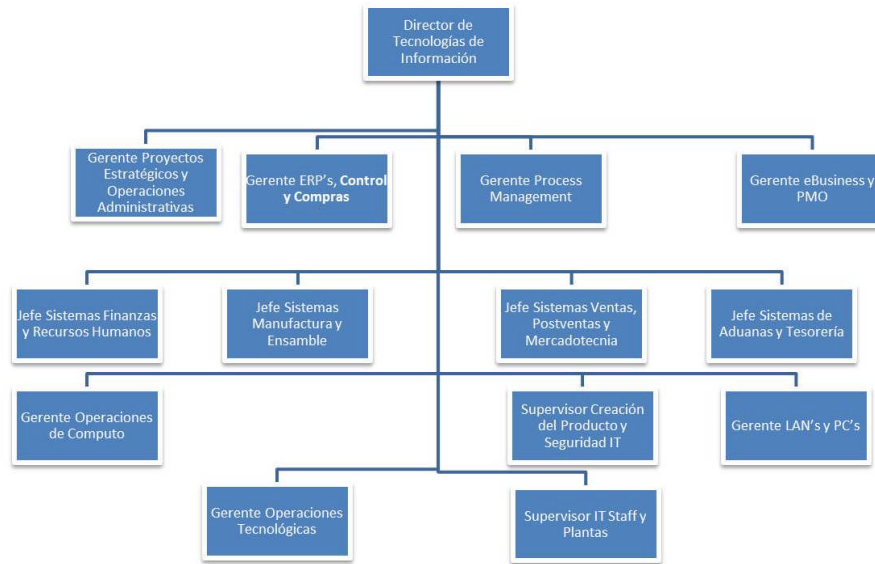 Director de
Tecnologías de
Información
Gerente Proyectos
Estratégicos y
Operaciones
Administrativas
Gerente ERP's, Control
y Compras
Gerente Process
Management
Gerente eBusiness y
PMO
Jefe Sistemas Finanzas
y Recursos Humanos
Jefe Sistemas
Manufactura y
Ensamble
Jefe Sistemas Ventas,
Postventas y
Mercadotecnia
Jefe Sistemas de
Aduanas y Tesorería
Gerente Operaciones
de Computo
Supervisor Creación
del Producto y
Seguridad IT
Gerente LAN's y PC's
Gerente Operaciones
Tecnológicas
Supervisor IT Staff y
Plantas